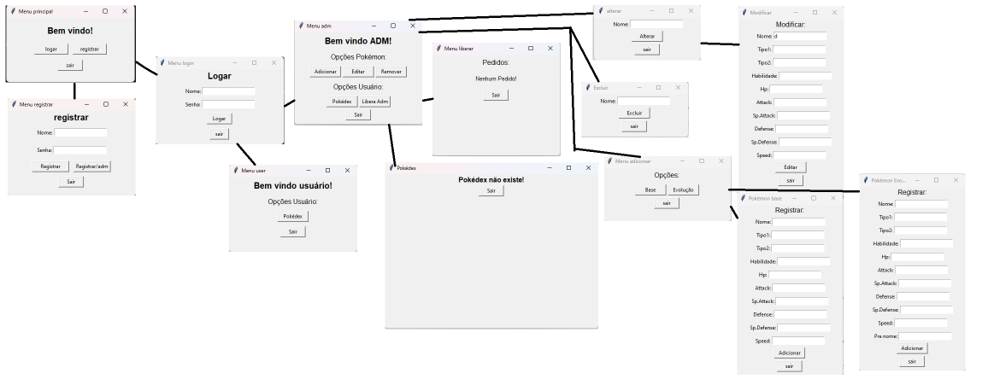 Menu principal
Bem vindo!
logar registrar
sair
Menu registrar
registrar
Nome:
Senha:
Registrar Registrar/adm
Sair
Menu login
Logar
Nome:
Senha:
Logar
sair
Menu user
Bem vindo usuário!
Opções Usuário:
Pokédex
Sair
Menu adm
Bem vindo ADM!
Opções Pokémon:
Adicionar Editar Remover
Opções Usuário:
Pokédex Libera Adm
Sair
Menu liberar
Pedidos:
Nenhum Pedido!
Sair
Pokédex
Pokédex não existe!
Sair
alterar
Nome:
Alterar
sair
Excluir
Nome:
Excluir
sair
Menu adicionar
Opções:
Base Evolução
sair
Modificar
Modificar:
Nome: d
Tipo1:
Tipo2:
Habilidade:
Hp:
Attack:
Sp.Attack:
Defense:
Sp.Defense:
Speed:
Editar
sair
Pokémon base
Registrar:
Nome:
Tipo1:
Tipo2:
Habilidade:
Hp:
Attack:
Sp.Attack:
Defense:
Sp.Defense:
Speed:
Adicionar
sair
Pokémon Evo...
Registrar:
Nome:
Tipo1:
Tipo2:
Habilidade:
Hp:
Attack:
Sp.Attack:
Defense:
Sp.Defense:
Speed:
Pre nome:
Adicionar
sair